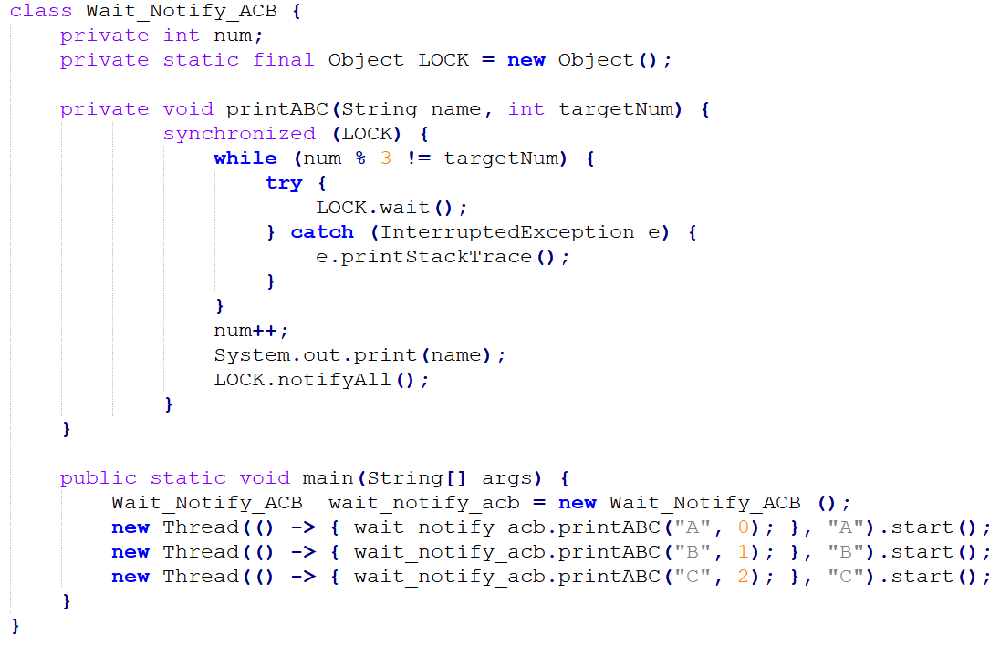 class Wait_Notify_ACB {
    private int num;
    private static final Object LOCK = new Object();

    private void printABC(String name, int targetNum) {
            synchronized (LOCK) {
                while (num % 3 != targetNum) {
                    try {
                        LOCK.wait();
                    } catch (InterruptedException e) {
                        e.printStackTrace();
                    }
                }
                num++;
                System.out.print(name);
                LOCK.notifyAll();
            }
    }

    public static void main(String[] args) {
        Wait_Notify_ACB  wait_notify_acb = new Wait_Notify_ACB ();
        new Thread(() -> { wait_notify_acb.printABC("A", 0); }, "A").start();
        new Thread(() -> { wait_notify_acb.printABC("B", 1); }, "B").start();
        new Thread(() -> { wait_notify_acb.printABC("C", 2); }, "C").start();
    }
}